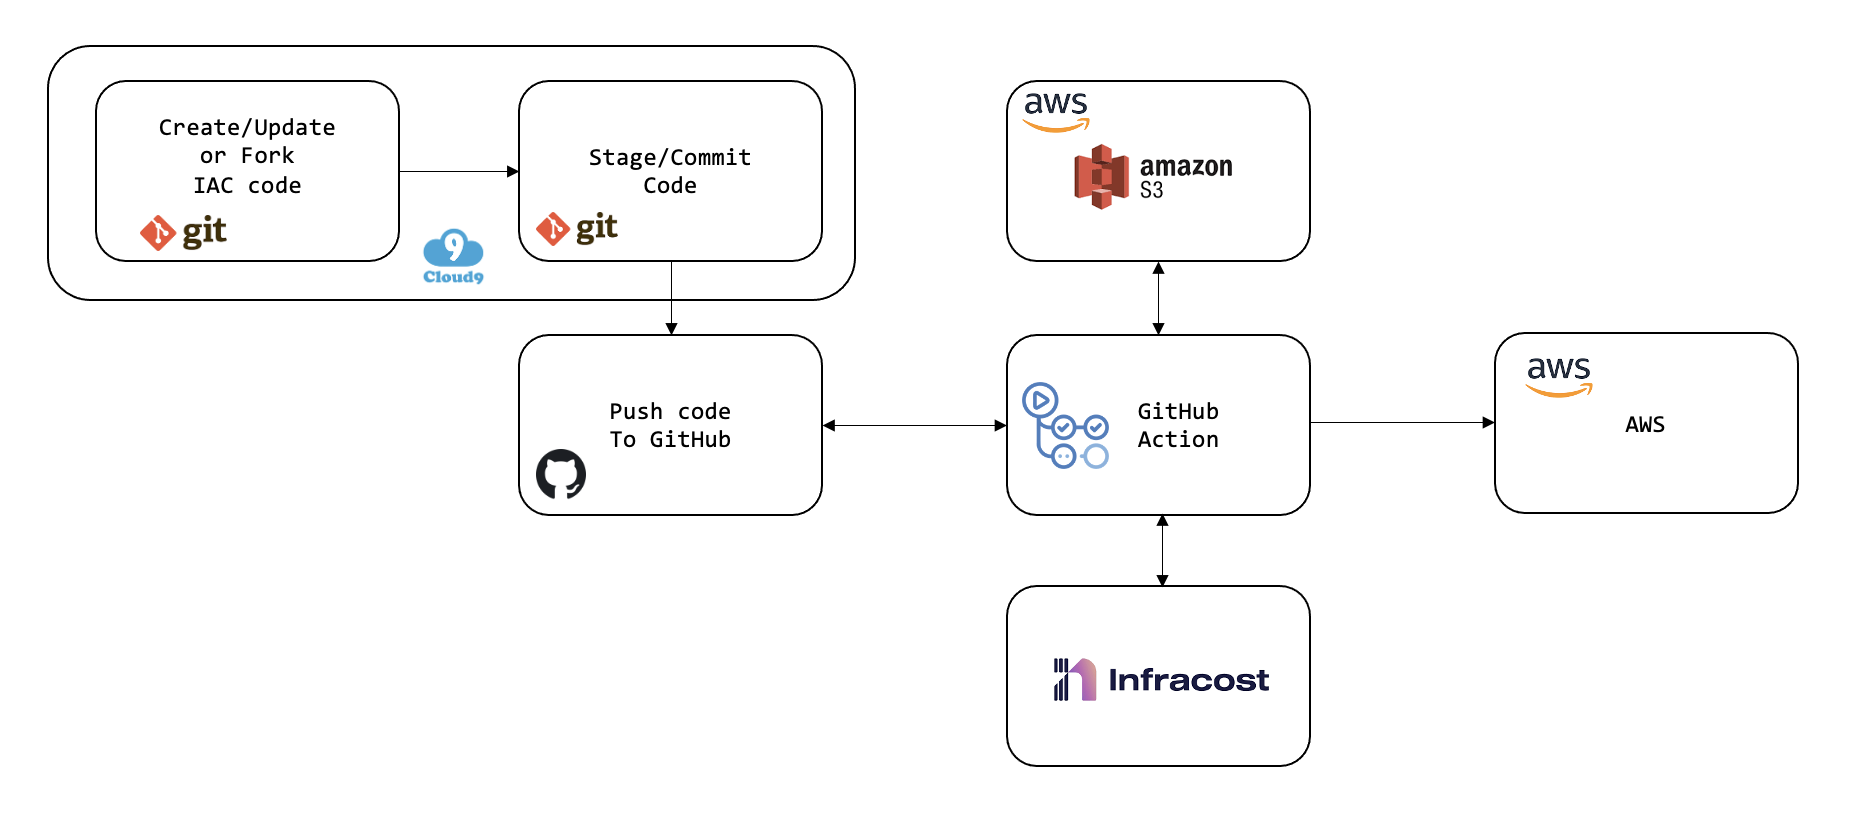 Create/Update
or Fork
IAC code
git
9
Cloud9
Stage/Commit
Code
git
aws
amazon
S3
Push code
To GitHub
GitHub
Action
aws
AWS
Infracost